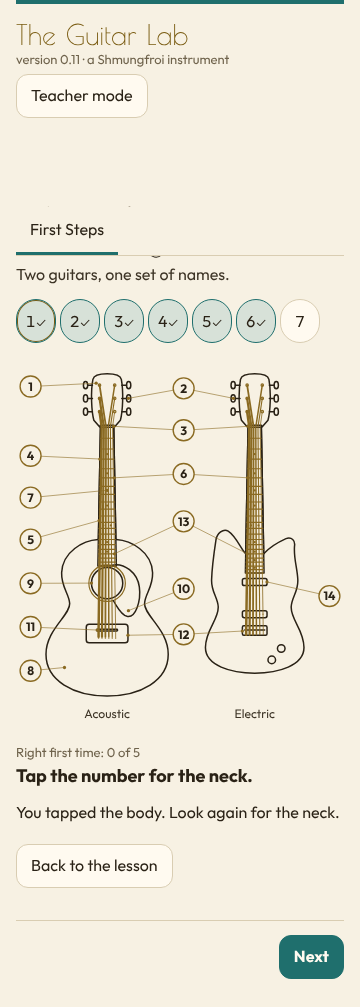 The Guitar Lab
version 0.11 · a Shmungfroi instrument
Teacher mode
First Steps
Two guitars, one set of names.
1✓ 2✓ 3✓ 4✓ 5✓ 6✓ 7
1 2
3
4
6
7
13
5
9
10
14
11
12
8
Acoustic Electric
Right first time: 0 of 5
Tap the number for the neck.
You tapped the body. Look again for the neck.
Back to the lesson
Next